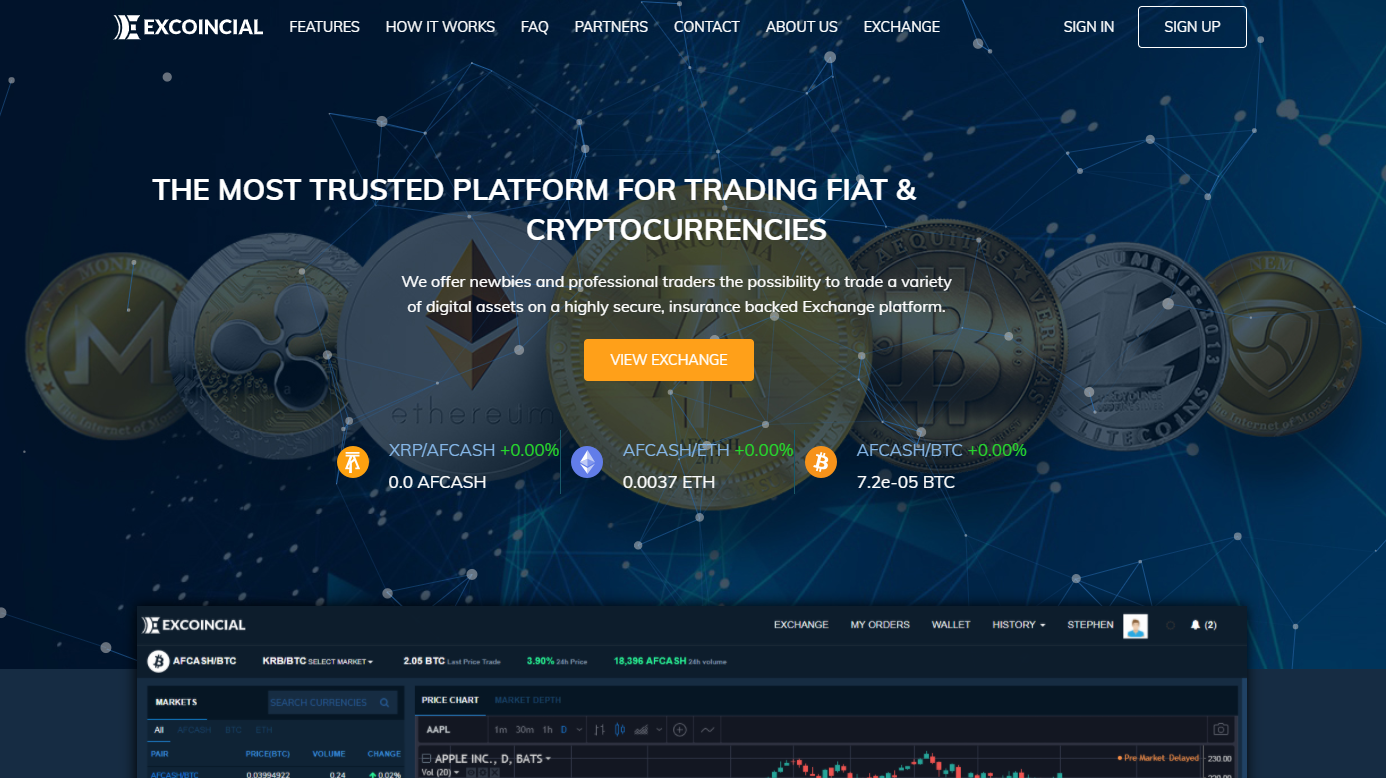 EXCOINCIAL FEATURES HOW IT WORKS FAQ PARTNERS CONTACT ABOUT US EXCHANGE SIGN IN SIGN UP
THE MOST TRUSTED PLATFORM FOR TRADING FIAT &
CRYPTOCURRENCIES
We offer newbies and professional traders the possibility to trade a variety
of digital assets on a highly secure, insurance backed Exchange platform.
VIEW EXCHANGE
ethereum
AEQUITAS
VERITAS
NUMARIS
2013
LITECOINS
NEM
XRP/AFCASH +0.00% AFCASH/ETH +0.00% AFCASH/BTC +0.00%
0.0 AFCASH 0.0037 ETH 7.2e-05 BTC
EXCOINCIAL EXCHANGE MY ORDERS WALLET HISTORY STEPHEN (2)
AFCASH/BTC KRB/BTC SELECT MARKET 2.05 BTC Last Price Trade 3.90% 24h Price 18,396 AFCASH 24h volume
MARKETS SEARCH CURRENCIES PRICE CHART MARKET DEPTH
All AFCASH BTC ETH AAPL 1m 30m 1h D
PAIR PRICE(BTC) VOLUME CHANGE APPLE INC., D, BATS Pre Market Delayed 230.00
AFCASH/BTC 0.03994922 0.24 0.02% Vol (20)